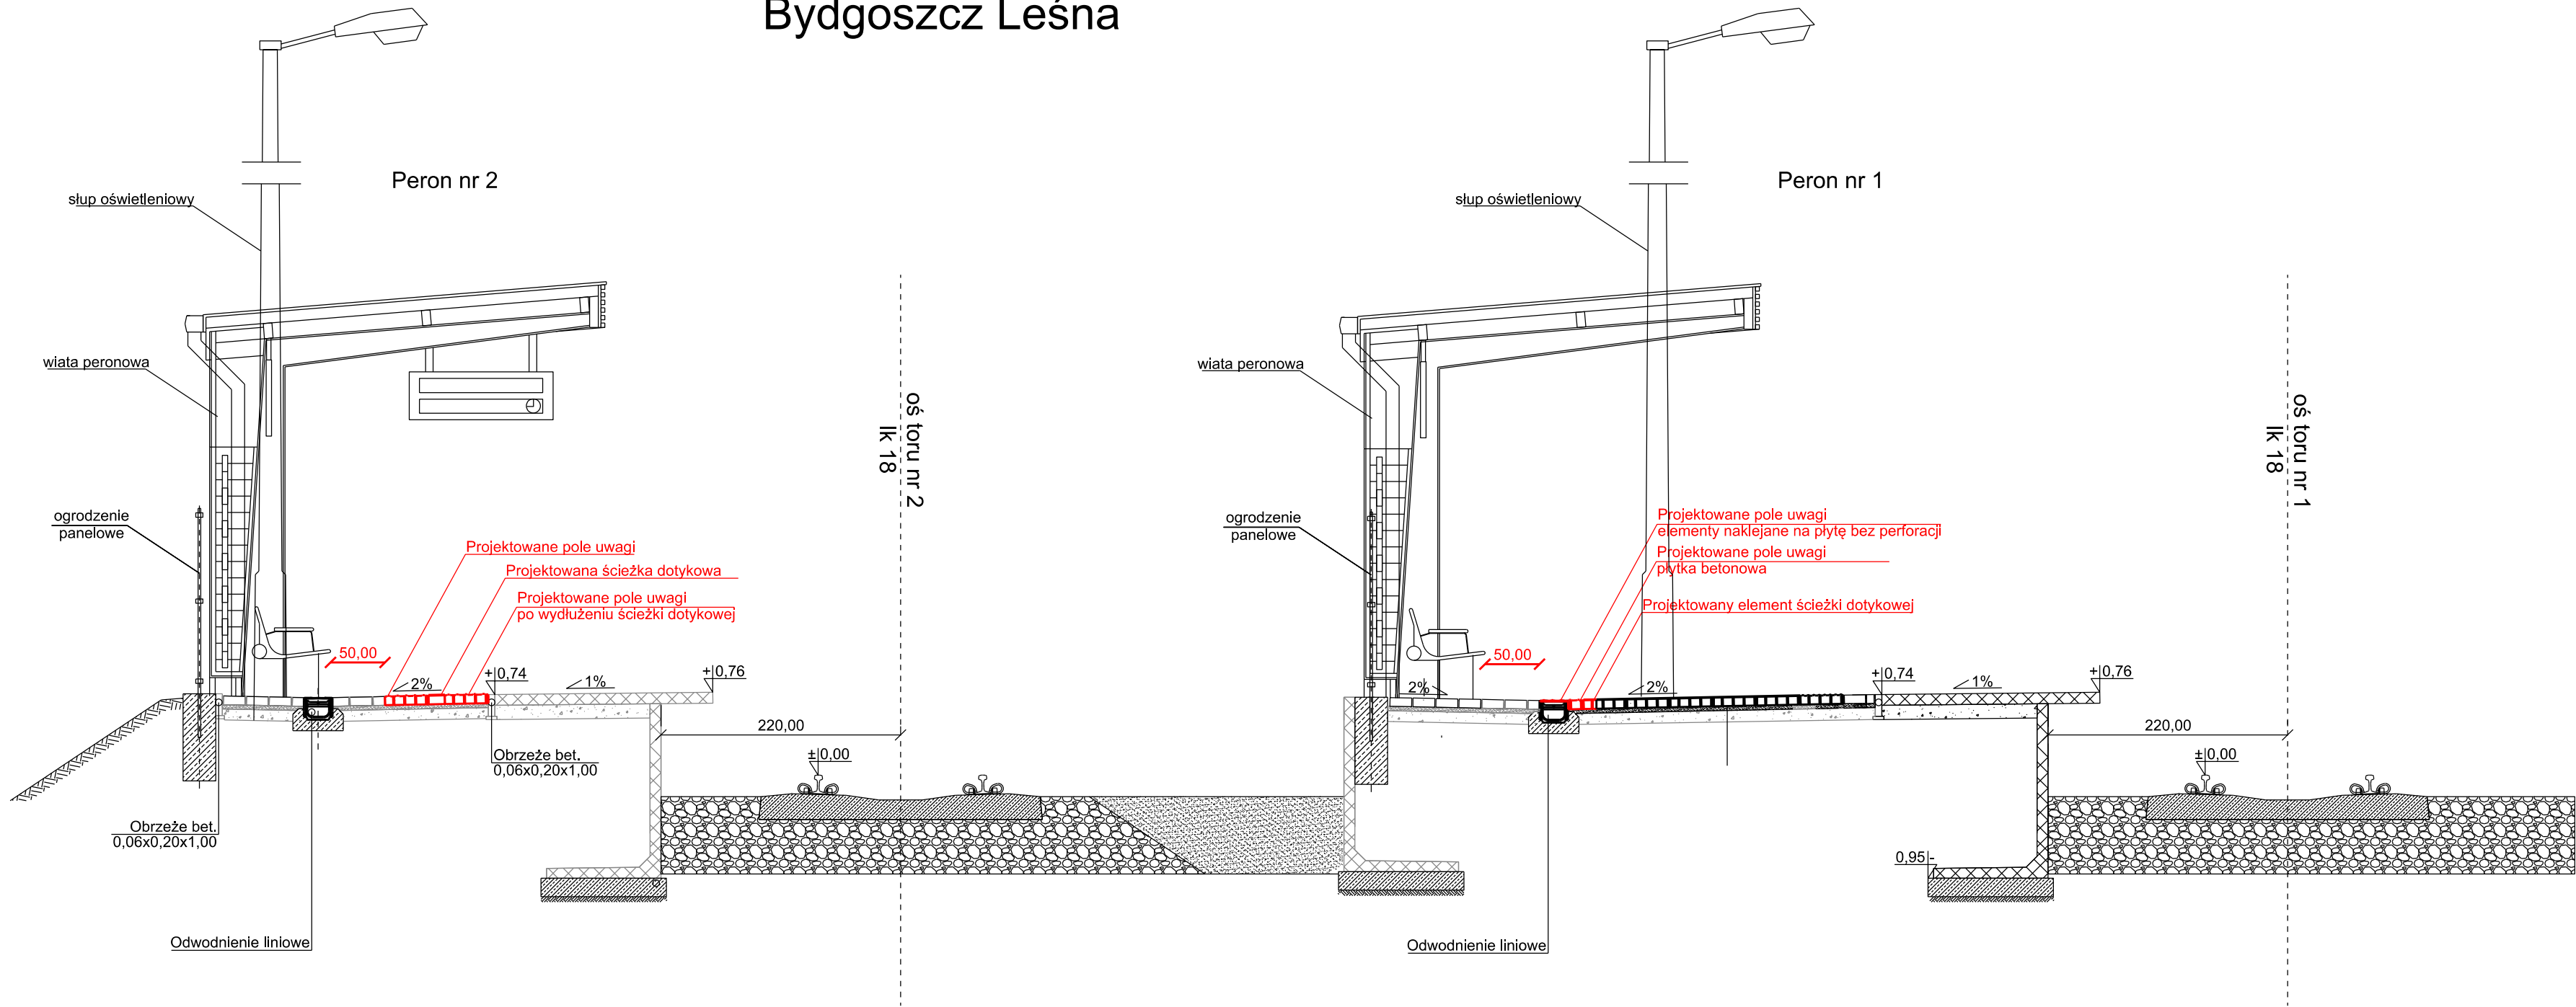 Bydgoszcz Leśna
Peron nr 2
słup oświetleniowy
wiata peronowa
ogrodzenie
panelowe
Projektowane pole uwagi
Projektowana ścieżka dotykowa
Projektowane pole uwagi
po wydłużeniu ścieżki dotykowej
50,00
2%
+0,74
1%
+0,76
oś toru nr 2
lk 18
220,00
±0,00
Obrzeże bet.
0,06x0,20x1,00
Obrzeże bet.
0,06x0,20x1,00
Odwodnienie liniowe
Peron nr 1
słup oświetleniowy
wiata peronowa
ogrodzenie
panelowe
Projektowane pole uwagi
elementy naklejane na płytę bez perforacji
Projektowane pole uwagi
płytka betonowa
Projektowany element ścieżki dotykowej
50,00
2%
2%
+0,74
1%
+0,76
oś toru nr 1
lk 18
220,00
±0,00
0,95-
Odwodnienie liniowe